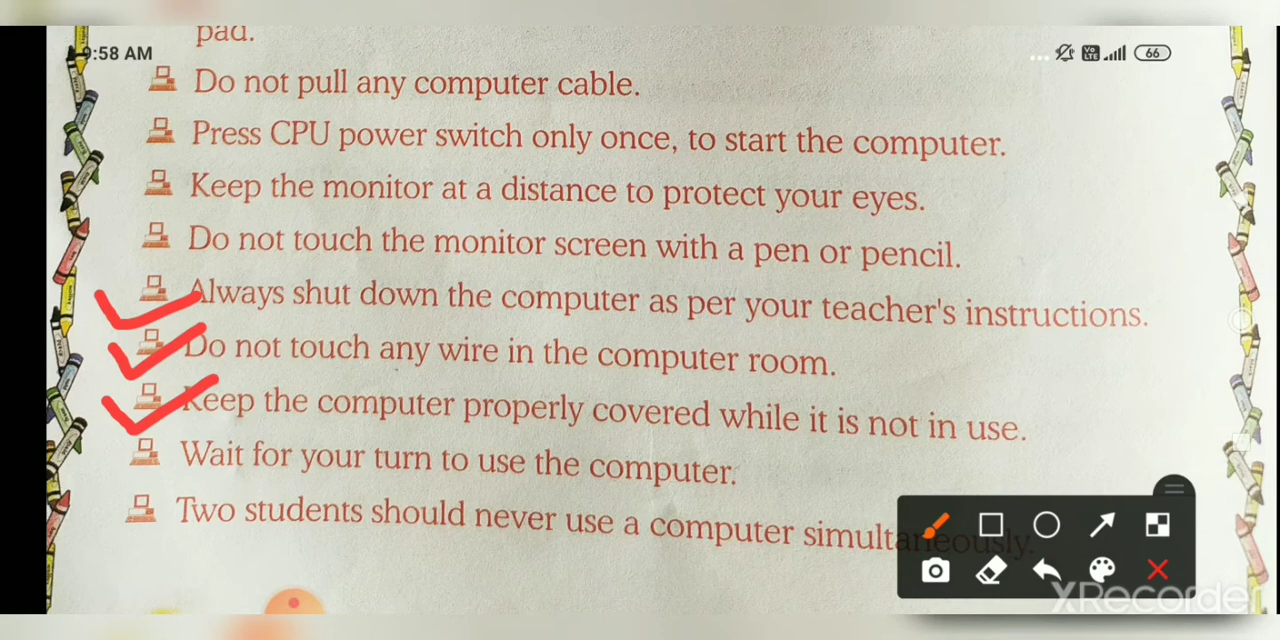 pad.
9:58 AM
Vo LTE
66
Do not pull any computer cable.
Press CPU power switch only once, to start the computer.
Keep the monitor at a distance to protect your eyes.
Do not touch the monitor screen with a pen or pencil.
Always shut down the computer as per your teacher's instructions.
Do not touch any wire in the computer room.
Keep the computer properly covered while it is not in use.
Wait for your turn to use the computer.
Two students should never use a computer simultaneously.
XRecorder